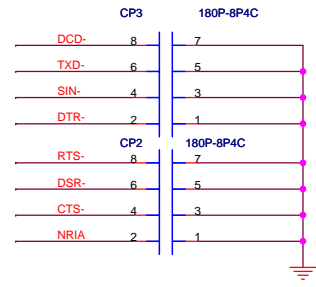 CP3 180P-8P4C
DCD- 8 7
TXD- 6 5
SIN- 4 3
DTR- 2 1
CP2 180P-8P4C
RTS- 8 7
DSR- 6 5
CTS- 4 3
NRIA 2 1